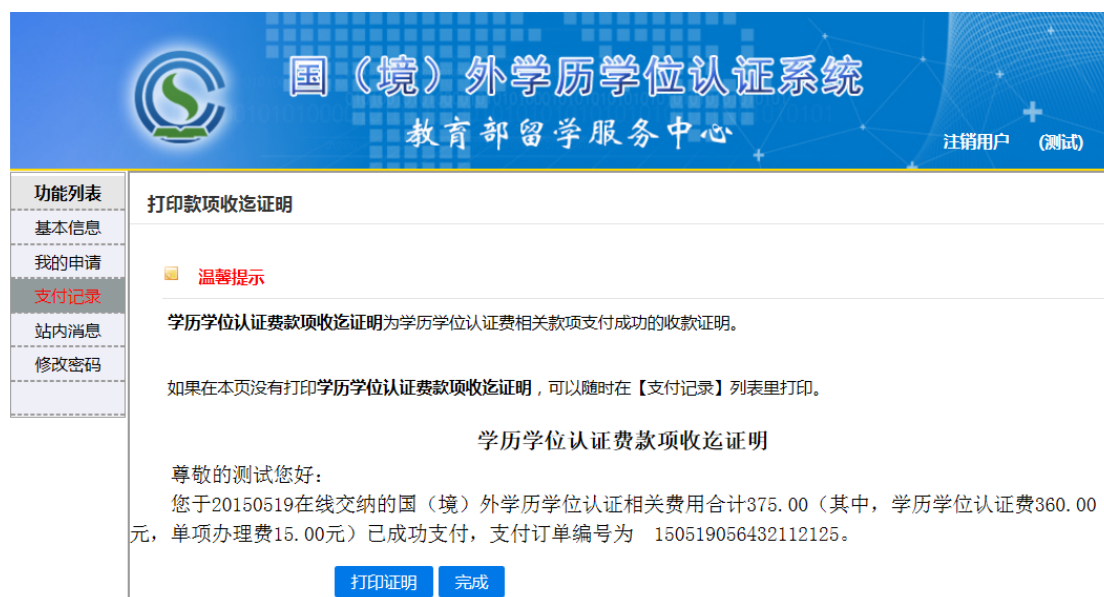 国（境）外学历学位认证系统
教育部留学服务中心
注销用户 (测试)
功能列表
基本信息
我的申请
支付记录
站内消息
修改密码
打印款项收迄证明
温馨提示
学历学位认证费款项收迄证明为学历学位认证费相关款项支付成功的收款证明。
如果在本页没有打印学历学位认证费款项收迄证明，可以随时在【支付记录】列表里打印。
学历学位认证费款项收迄证明
尊敬的测试您好：
您于20150519在线交纳的国（境）外学历学位认证相关费用合计375.00（其中，学历学位认证费360.00
元，单项办理费15.00元）已成功支付，支付订单编号为 150519056432112125。
打印证明 完成